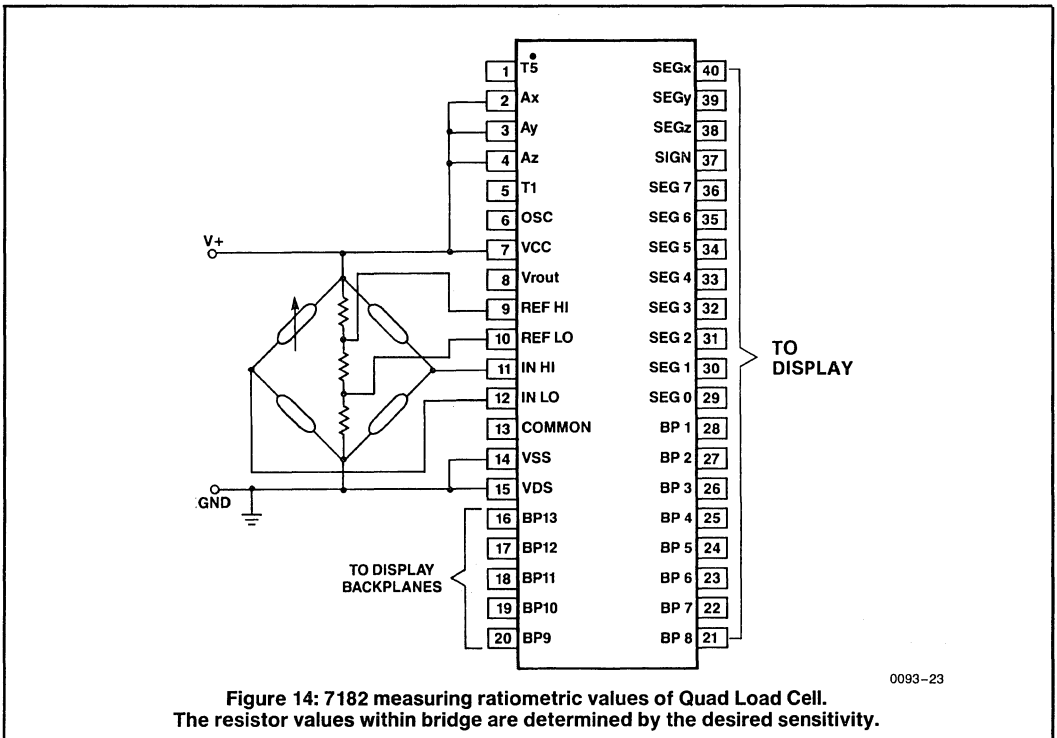 1 T5 SEGx 40
2 Ax SEGy 39
3 Ay SEGz 38
4 Az SIGN 37
5 T1 SEG 7 36
6 OSC SEG 6 35
V+ 7 VCC SEG 5 34
8 Vrout SEG 4 33
9 REF HI SEG 3 32
10 REF LO SEG 2 31
11 IN HI SEG 1 30
12 IN LO SEG 0 29
TO
DISPLAY
13 COMMON BP 1 28
14 VSS BP 2 27
GND 15 VDS BP 3 26
16 BP13 BP 4 25
17 BP12 BP 5 24
TO DISPLAY
BACKPLANES
18 BP11 BP 6 23
19 BP10 BP 7 22
20 BP9 BP 8 21
0093-23
Figure 14: 7182 measuring ratiometric values of Quad Load Cell.
The resistor values within bridge are determined by the desired sensitivity.